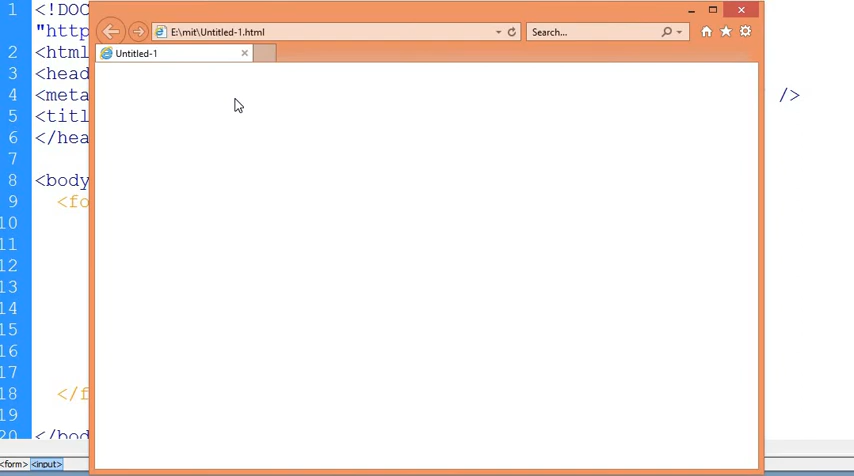 E:\mit\Untitled-1.html
Search...
Untitled-1
1 <!DOC
"http
2 <html
3 <head
4 <meta />
5 <titl
6 </hea
7
8 <body
9 <fo
10
11
12
13
14
15
16
17
18 </f
19
20 </body
<form> <input>